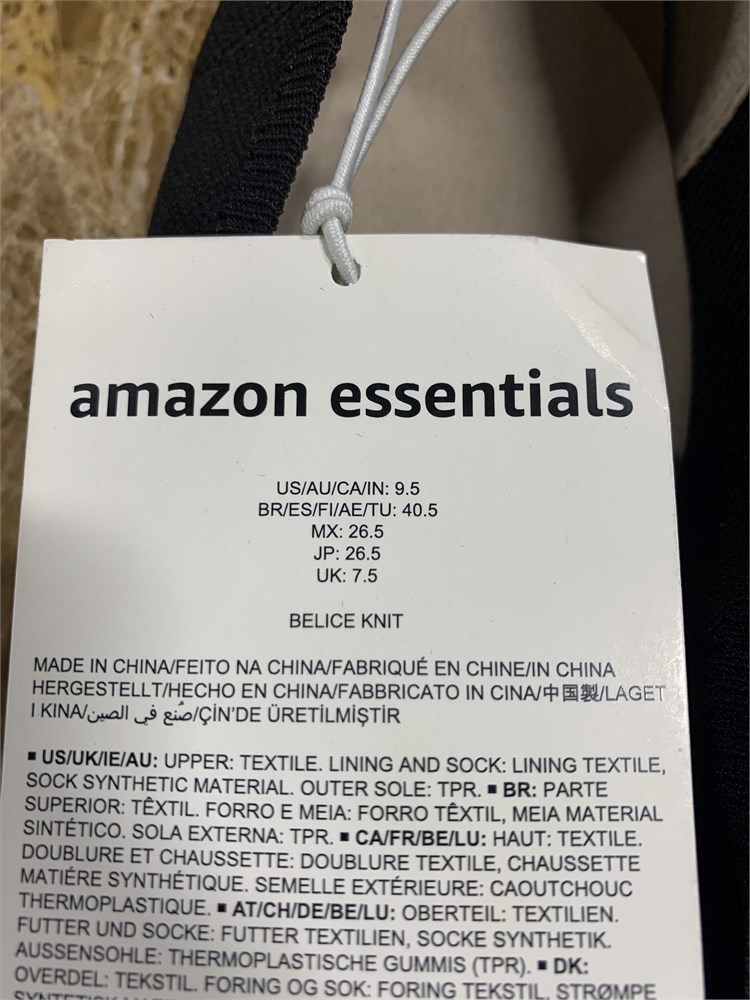 amazon essentials
US/AU/CA/IN: 9.5
BR/ES/FI/AE/TU: 40.5
MX: 26.5
JP: 26.5
UK: 7.5
BELICE KNIT
MADE IN CHINA/FEITO NA CHINA/FABRIQUÉ EN CHINE/IN CHINA
HERGESTELLT/HECHO EN CHINA/FABBRICATO IN CINA/中国製/LAGET
I KINA/صُنع في الصين/ÇİN'DE ÜRETİLMİŞTİR
▪ US/UK/IE/AU: UPPER: TEXTILE. LINING AND SOCK: LINING TEXTILE,
SOCK SYNTHETIC MATERIAL. OUTER SOLE: TPR. ▪ BR: PARTE
SUPERIOR: TÊXTIL. FORRO E MEIA: FORRO TÊXTIL, MEIA MATERIAL
SINTÉTICO. SOLA EXTERNA: TPR. ▪ CA/FR/BE/LU: HAUT: TEXTILE.
DOUBLURE ET CHAUSSETTE: DOUBLURE TEXTILE, CHAUSSETTE
MATIÉRE SYNTHÉTIQUE. SEMELLE EXTÉRIEURE: CAOUTCHOUC
THERMOPLASTIQUE. ▪ AT/CH/DE/BE/LU: OBERTEIL: TEXTILIEN.
FUTTER UND SOCKE: FUTTER TEXTILIEN, SOCKE SYNTHETIK.
AUSSENSOHLE: THERMOPLASTISCHE GUMMIS (TPR). ▪ DK:
OVERDEL: TEKSTIL. FORING OG SOK: FORING TEKSTIL, STRØMPE